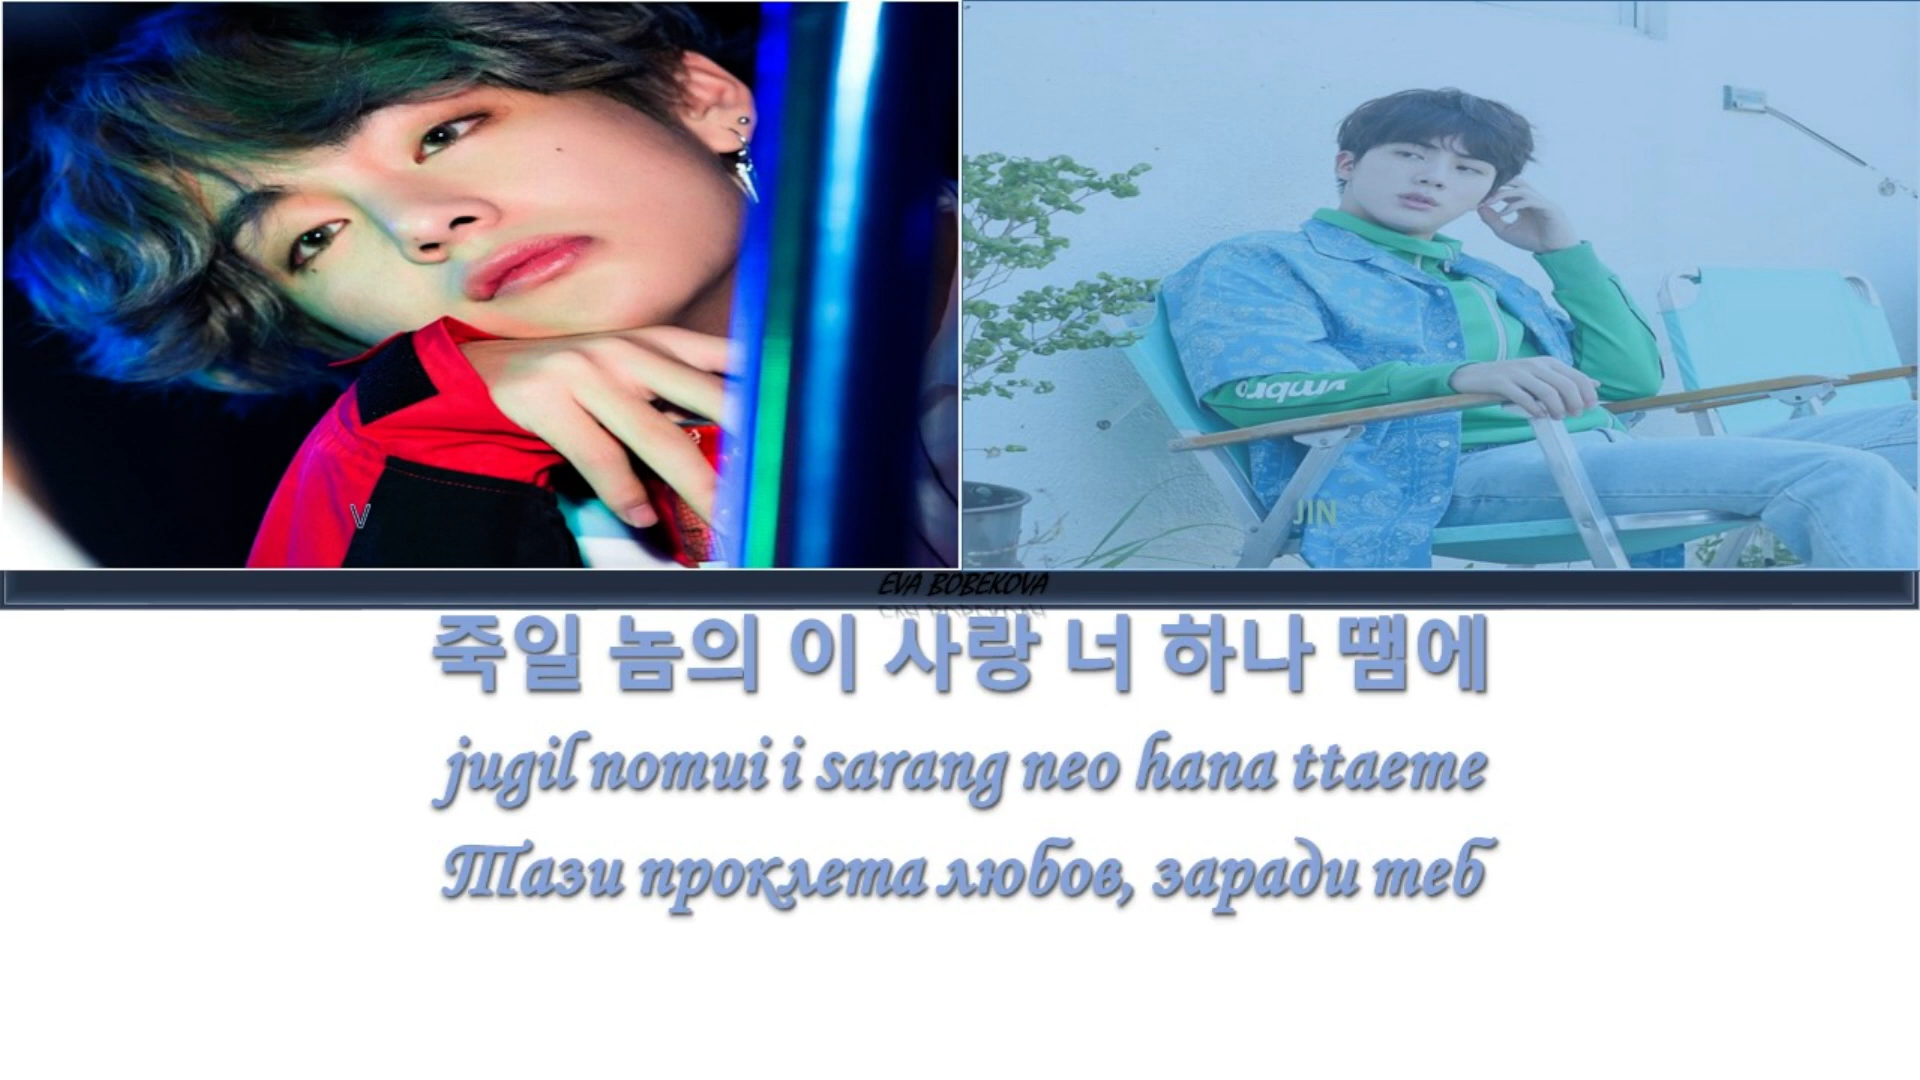 V
umbro
JIN
EVA BOBEKOVA
죽일 놈의 이 사랑 너 하나 땜에
jugil nomui i sarang neo hana ttaeme
Тази проклета любов, заради теб